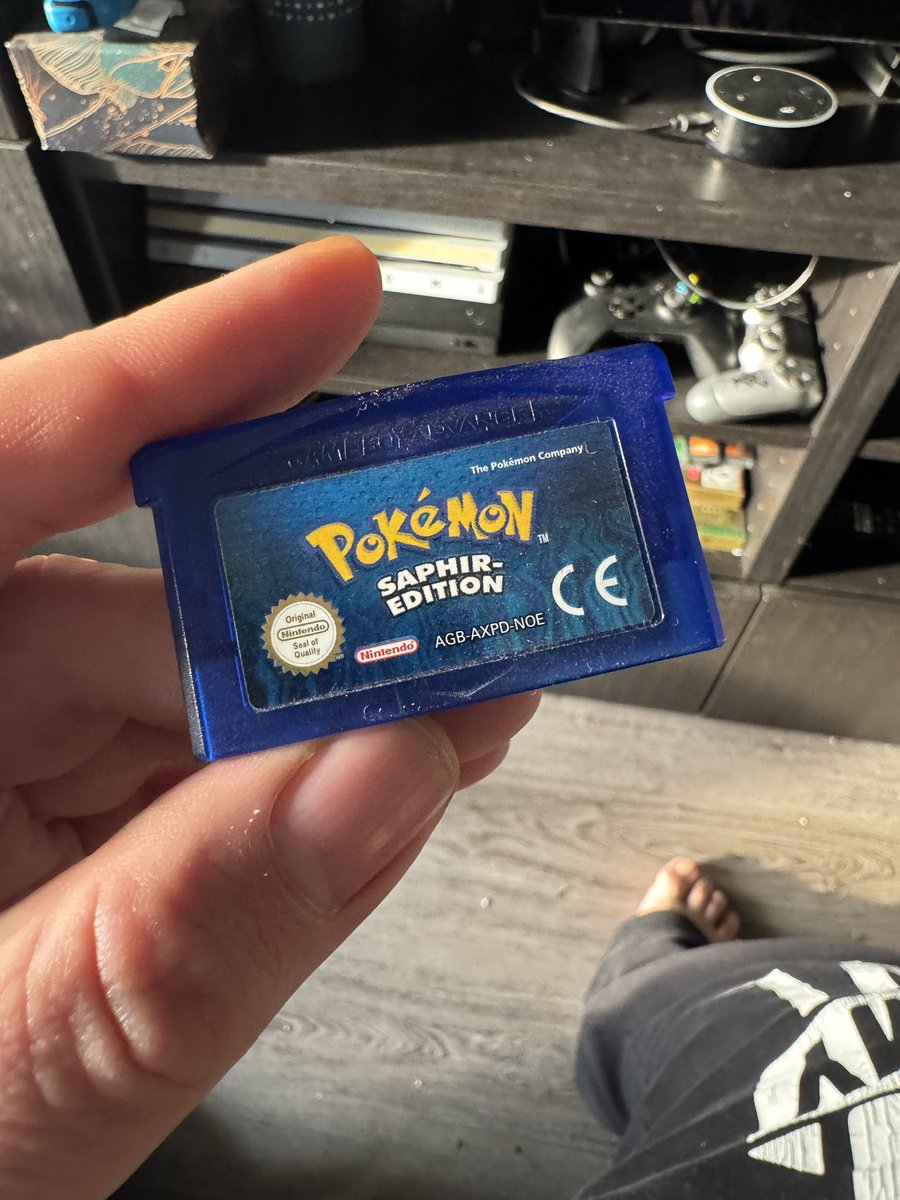 GAME BOY ADVANCE
The Pokémon Company
POKéMON
TM
SAPHIR-
EDITION
CE
Original
Nintendo
Seal of
Quality
Nintendo
AGB-AXPD-NOE